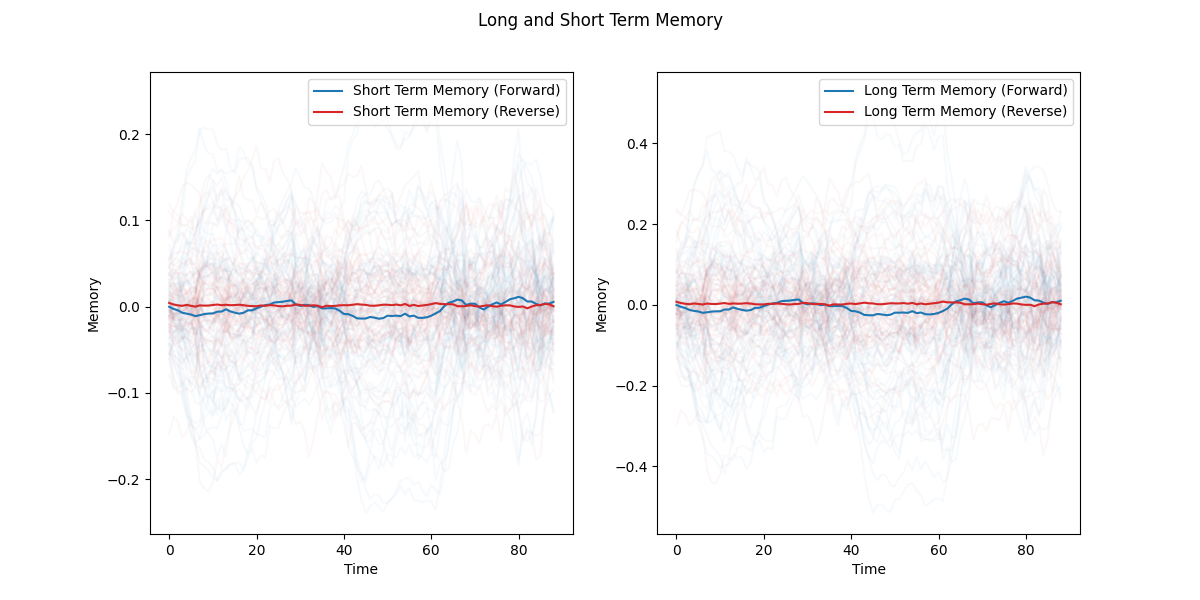 Long and Short Term Memory
Short Term Memory (Forward)
Short Term Memory (Reverse)
0.2
0.1
0.0
−0.1
−0.2
Memory
0 20 40 60 80
Time
Long Term Memory (Forward)
Long Term Memory (Reverse)
0.4
0.2
0.0
−0.2
−0.4
Memory
0 20 40 60 80
Time